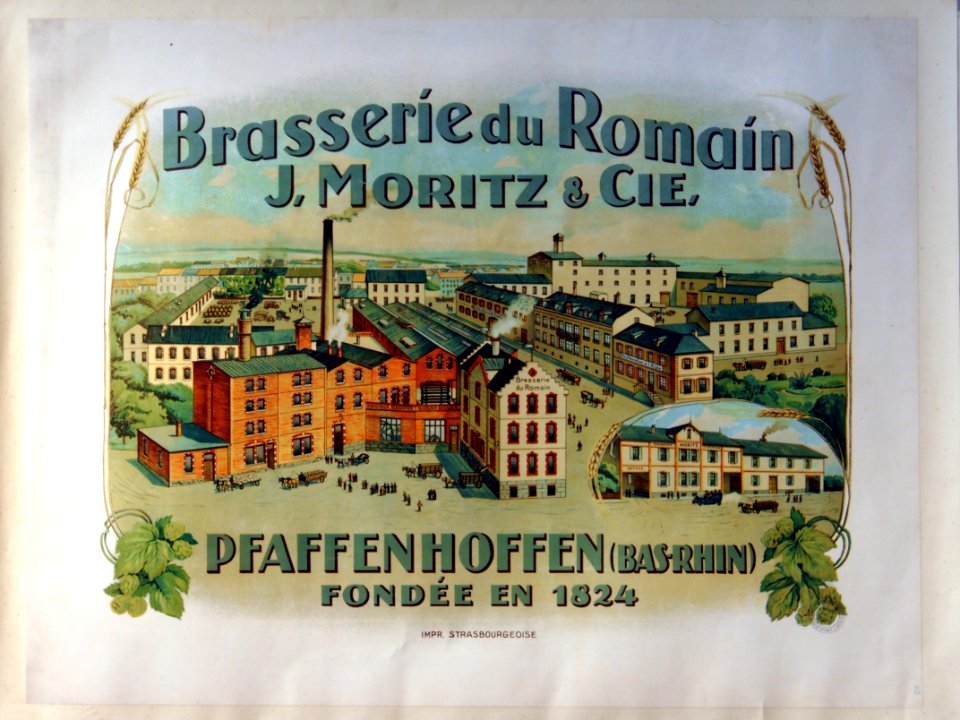 Brasserie du Romain
J. MORITZ & CIE.
Brasserie
du Romain
MORITZ
PFAFFENHOFFEN (BAS-RHIN)
FONDÉE EN 1824
IMPR. STRASBOURGEOISE